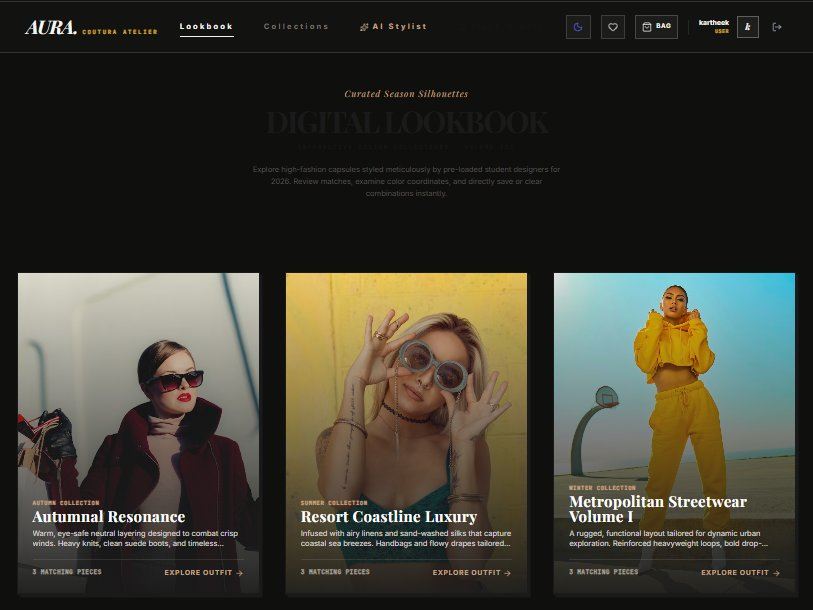 AURA. COUTURA ATELIER
Lookbook
Collections
AI Stylist
BAG
kartheek
USER
k
Curated Season Silhouettes
DIGITAL LOOKBOOK
Explore high-fashion capsules styled meticulously by pre-loaded student designers for
2026. Review matches, examine color coordinates, and directly save or clear
combinations instantly.
AUTUMN COLLECTION
Autumnal Resonance
Warm, eye-safe neutral layering designed to combat crisp
winds. Heavy knits, clean suede boots, and timeless...
3 MATCHING PIECES
EXPLORE OUTFIT →
SUMMER COLLECTION
Resort Coastline Luxury
Infused with airy linens and sand-washed silks that capture
coastal sea breezes. Handbags and flowy drapes tailored...
3 MATCHING PIECES
EXPLORE OUTFIT →
WINTER COLLECTION
Metropolitan Streetwear
Volume I
A rugged, functional layout tailored for dynamic urban
exploration. Reinforced heavyweight loops, bold drop-...
3 MATCHING PIECES
EXPLORE OUTFIT →